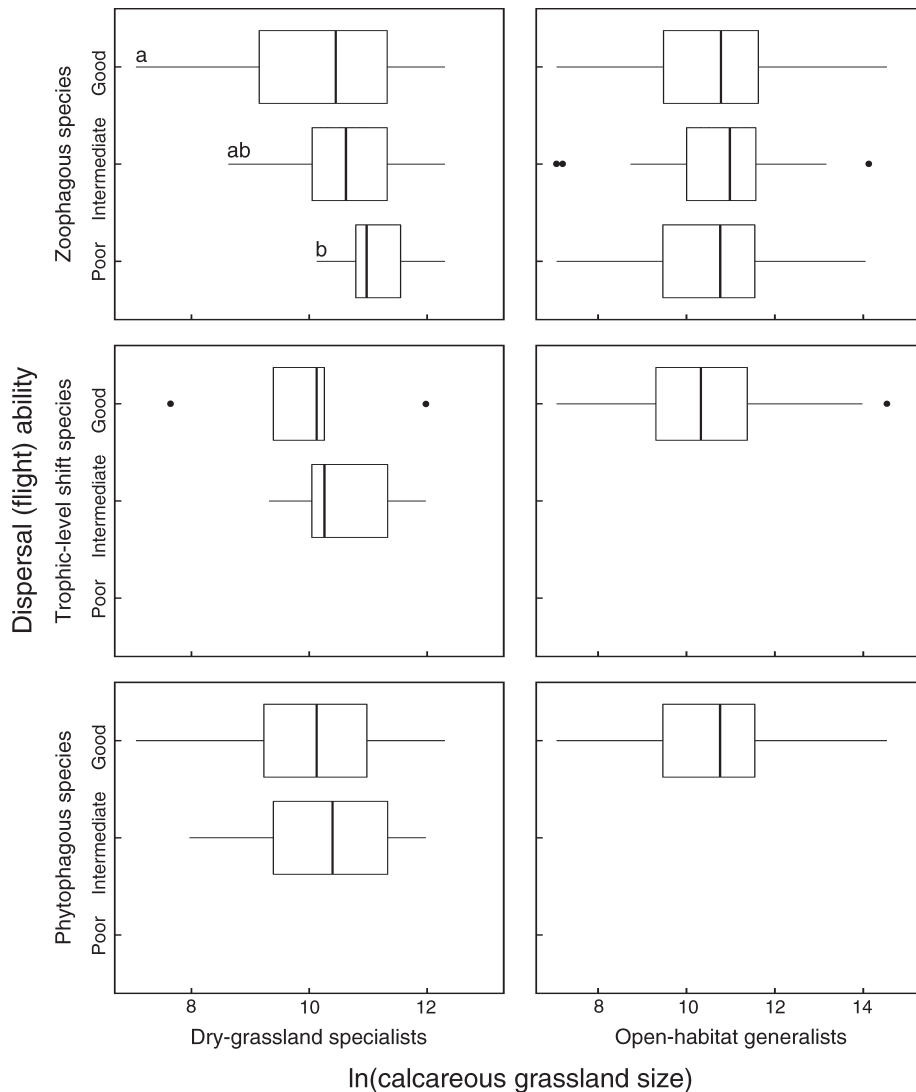 Dispersal (flight) ability
Zoophagous species
Good
Intermediate
Poor
a
ab
b
Trophic-level shift species
Good
Intermediate
Poor
Phytophagous species
Good
Intermediate
Poor
8 10 12
8 10 12 14
Dry-grassland specialists
Open-habitat generalists
ln(calcareous grassland size)